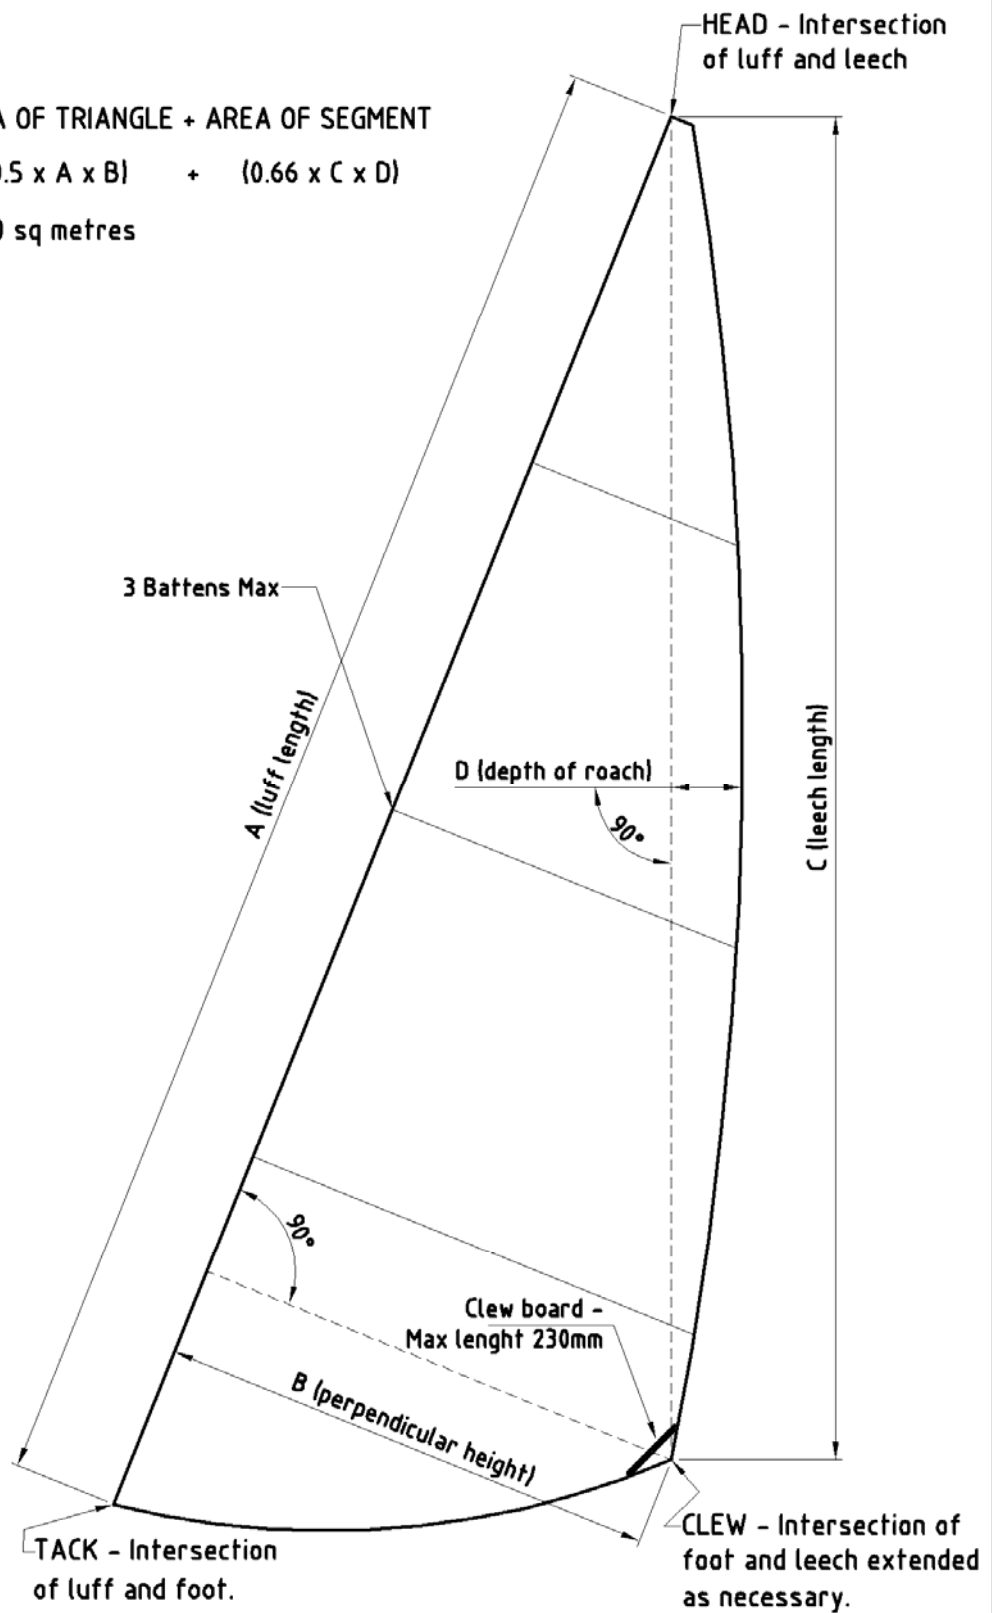 HEAD - Intersection
of luff and leech
A OF TRIANGLE + AREA OF SEGMENT
.5 x A x B) + (0.66 x C x D)
sq metres
3 Battens Max
A (luff length)
D (depth of roach)
90°
C (leech length)
90°
Clew board -
Max lenght 230mm
B (perpendicular height)
CLEW - Intersection of
foot and leech extended
as necessary.
TACK - Intersection
of luff and foot.